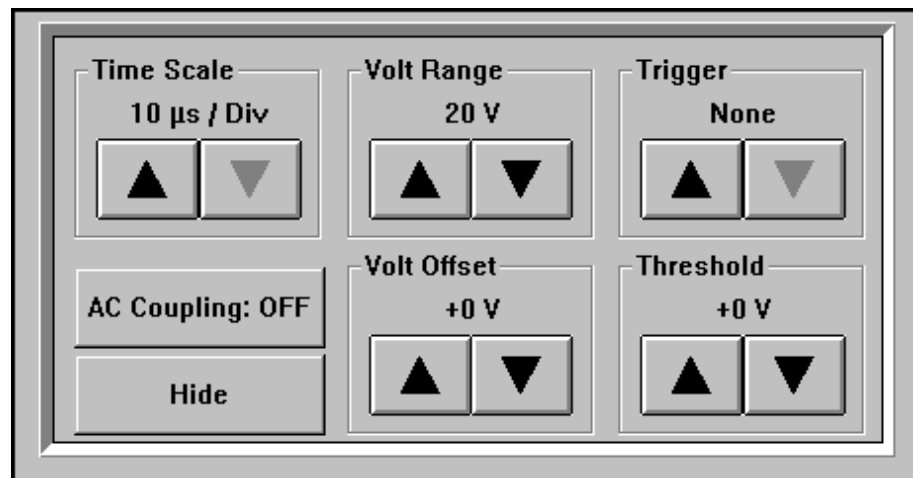 Time Scale
Volt Range
Trigger
10 µs / Div
20 V
None
Volt Offset
Threshold
AC Coupling: OFF
+0 V
+0 V
Hide